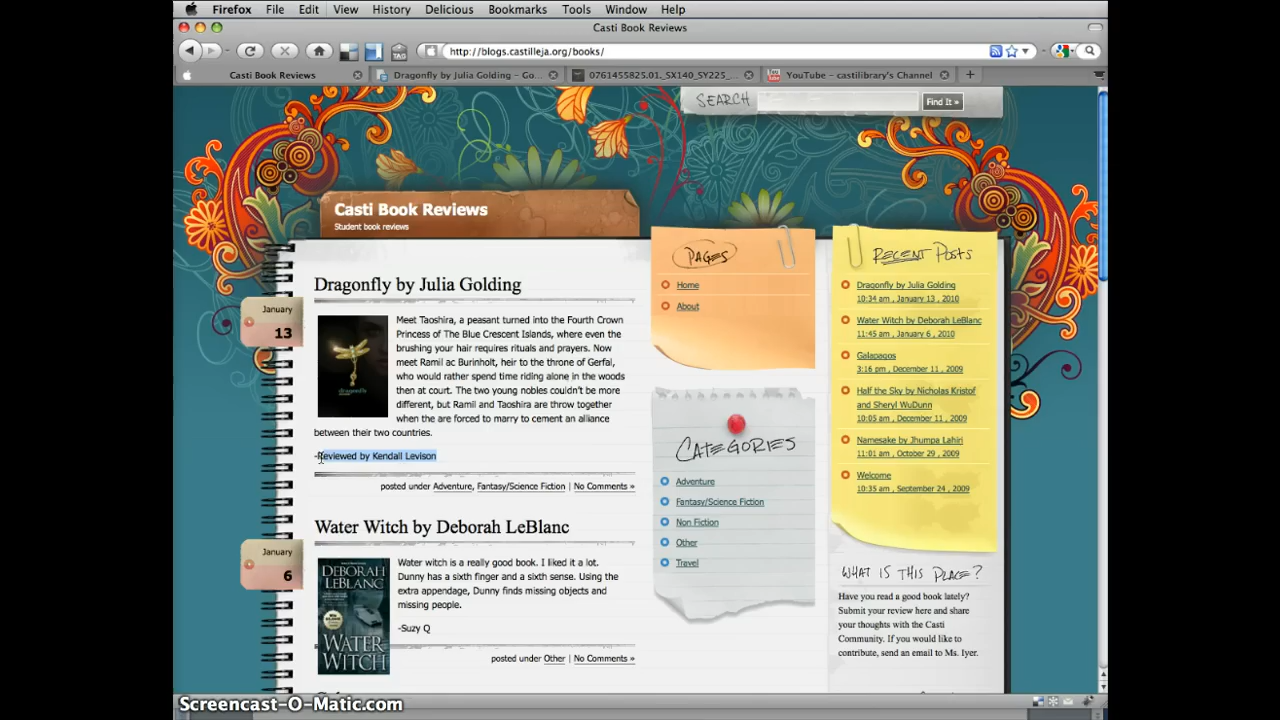 Firefox File Edit View History Delicious Bookmarks Tools Window Help
Casti Book Reviews
http://blogs.castilleja.org/books/
Casti Book Reviews
Dragonfly by Julia Golding - Go...
0761455825.01._SX140_SY225_...
YouTube - castilibrary's Channel
SEARCH
Find It »
Casti Book Reviews
Student book reviews
January
13
Dragonfly by Julia Golding
dragonfly
Meet Taoshira, a peasant turned into the Fourth Crown
Princess of The Blue Crescent Islands, where even the
brushing your hair requires rituals and prayers. Now
meet Ramil ac Burinholt, heir to the throne of Gerfal,
who would rather spend time riding alone in the woods
then at court. The two young nobles couldn't be more
different, but Ramil and Taoshira are throw together
when the are forced to marry to cement an alliance
between their two countries.
-Reviewed by Kendall Levison
posted under Adventure, Fantasy/Science Fiction | No Comments »
January
6
Water Witch by Deborah LeBlanc
DEBORAH
LEBLANC
WATER
WITCH
Water witch is a really good book. I liked it a lot.
Dunny has a sixth finger and a sixth sense. Using the
extra appendage, Dunny finds missing objects and
missing people.
-Suzy Q
posted under Other | No Comments »
PAGES
Home
About
CATEGORIES
Adventure
Fantasy/Science Fiction
Non Fiction
Other
Travel
RECENT POSTS
Dragonfly by Julia Golding
10:34 am , January 13 , 2010
Water Witch by Deborah LeBlanc
11:45 am , January 6 , 2010
Galapagos
3:16 pm , December 11 , 2009
Half the Sky by Nicholas Kristof
and Sheryl WuDunn
10:05 am , December 11 , 2009
Namesake by Jhumpa Lahiri
11:01 am , October 29 , 2009
Welcome
10:35 am , September 24 , 2009
WHAT IS THIS PLACE?
Have you read a good book lately?
Submit your review here and share
your thoughts with the Casti
Community. If you would like to
contribute, send an email to Ms. Iyer.
Screencast-O-Matic.com